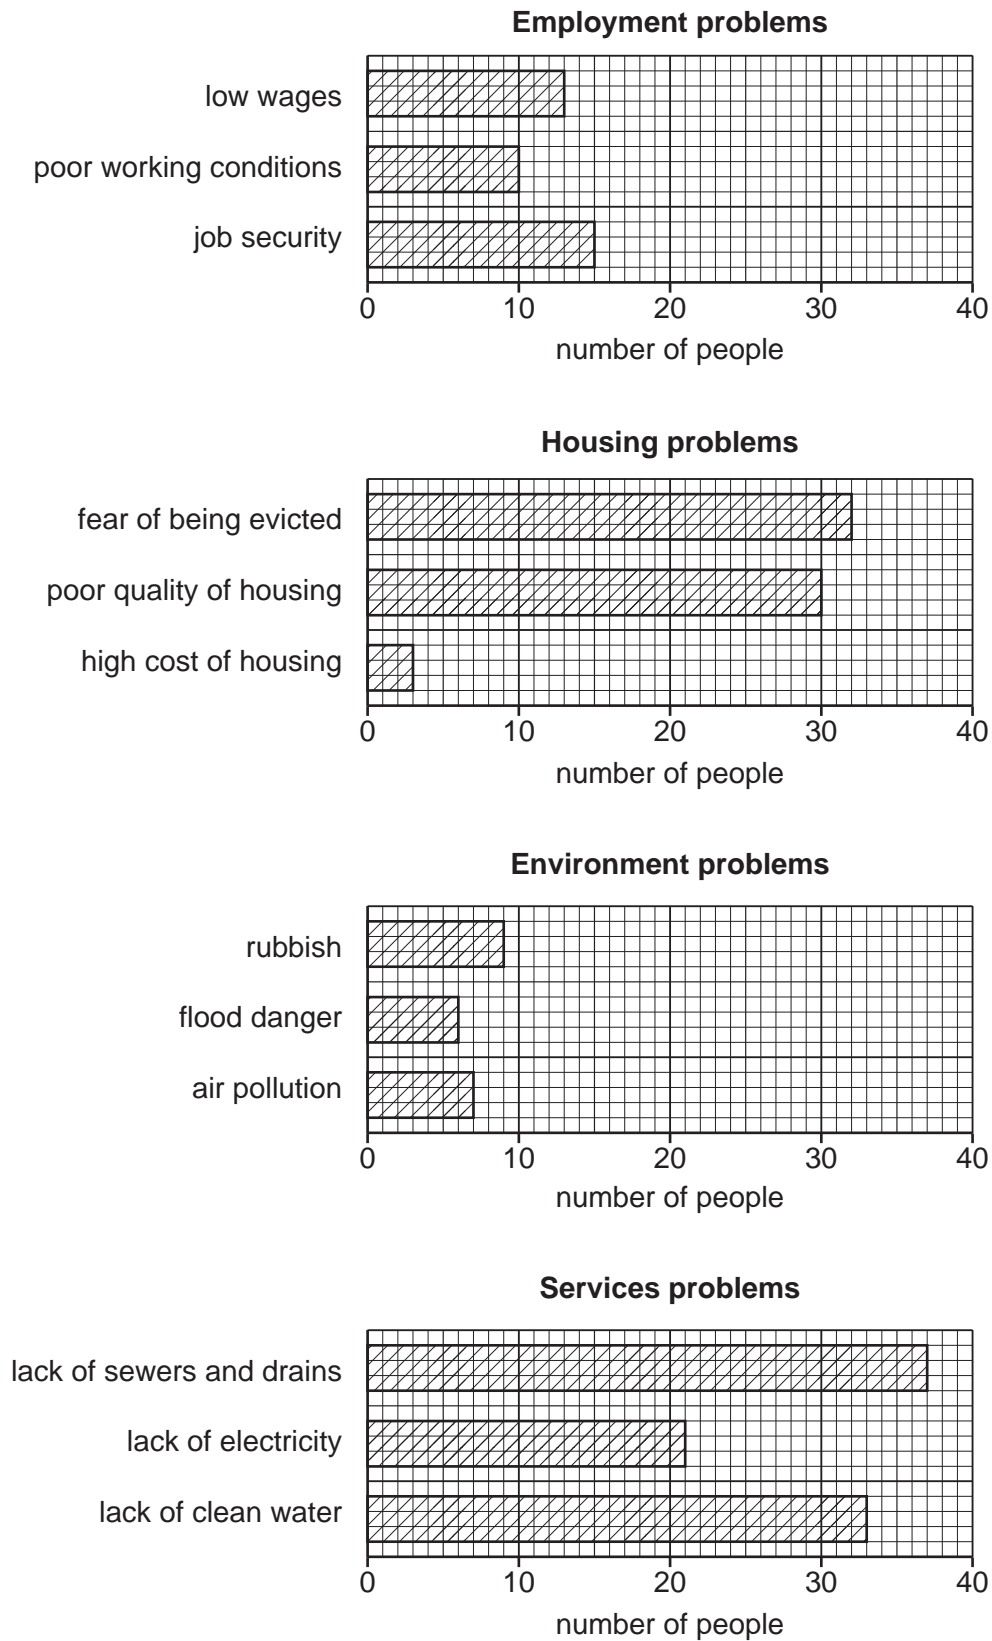 Employment problems
low wages
poor working conditions
job security
0 10 20 30 40
number of people
Housing problems
fear of being evicted
poor quality of housing
high cost of housing
0 10 20 30 40
number of people
Environment problems
rubbish
flood danger
air pollution
0 10 20 30 40
number of people
Services problems
lack of sewers and drains
lack of electricity
lack of clean water
0 10 20 30 40
number of people